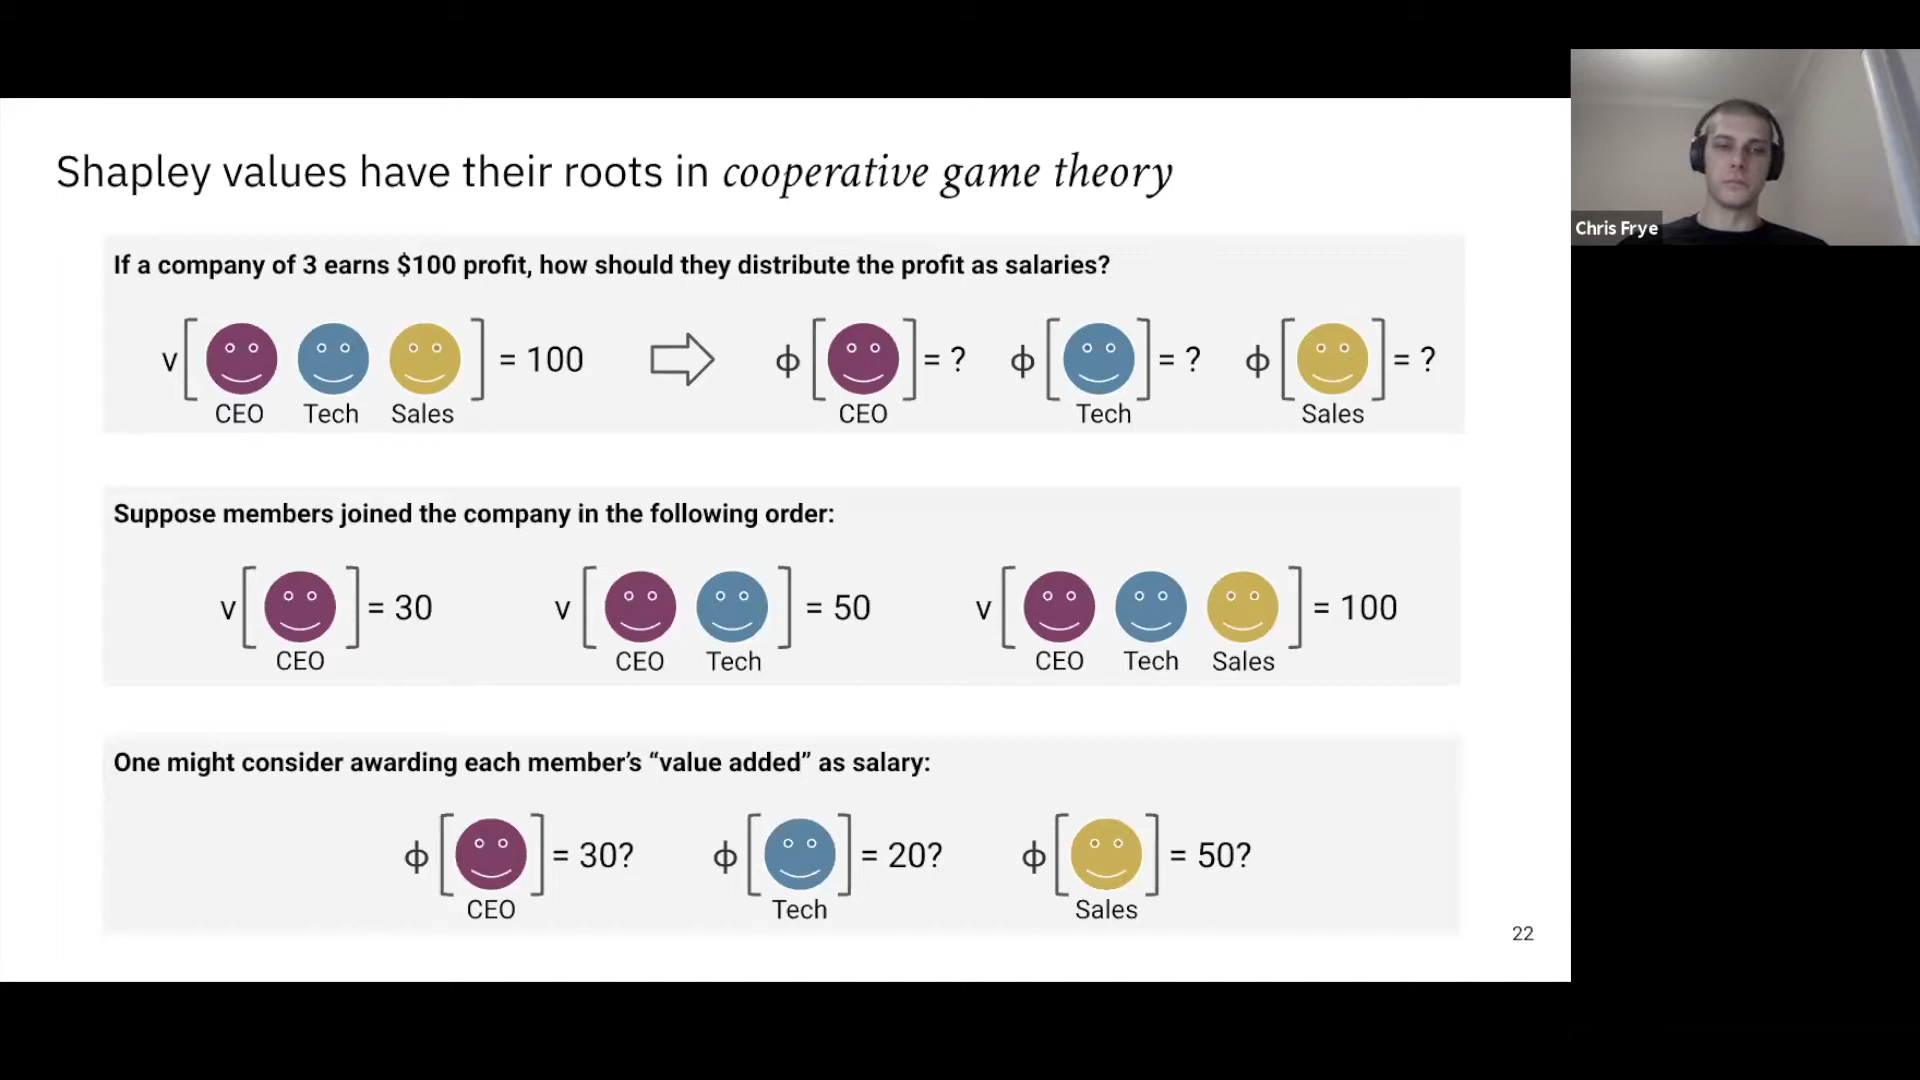 Shapley values have their roots in cooperative game theory
Chris Frye
If a company of 3 earns $100 profit, how should they distribute the profit as salaries?
v [ ] = 100 ϕ [ ] = ? ϕ [ ] = ? ϕ [ ] = ?
CEO Tech Sales CEO Tech Sales
Suppose members joined the company in the following order:
v [ ] = 30 v [ ] = 50 v [ ] = 100
CEO CEO Tech CEO Tech Sales
One might consider awarding each member’s “value added” as salary:
ϕ [ ] = 30? ϕ [ ] = 20? ϕ [ ] = 50?
CEO Tech Sales
22